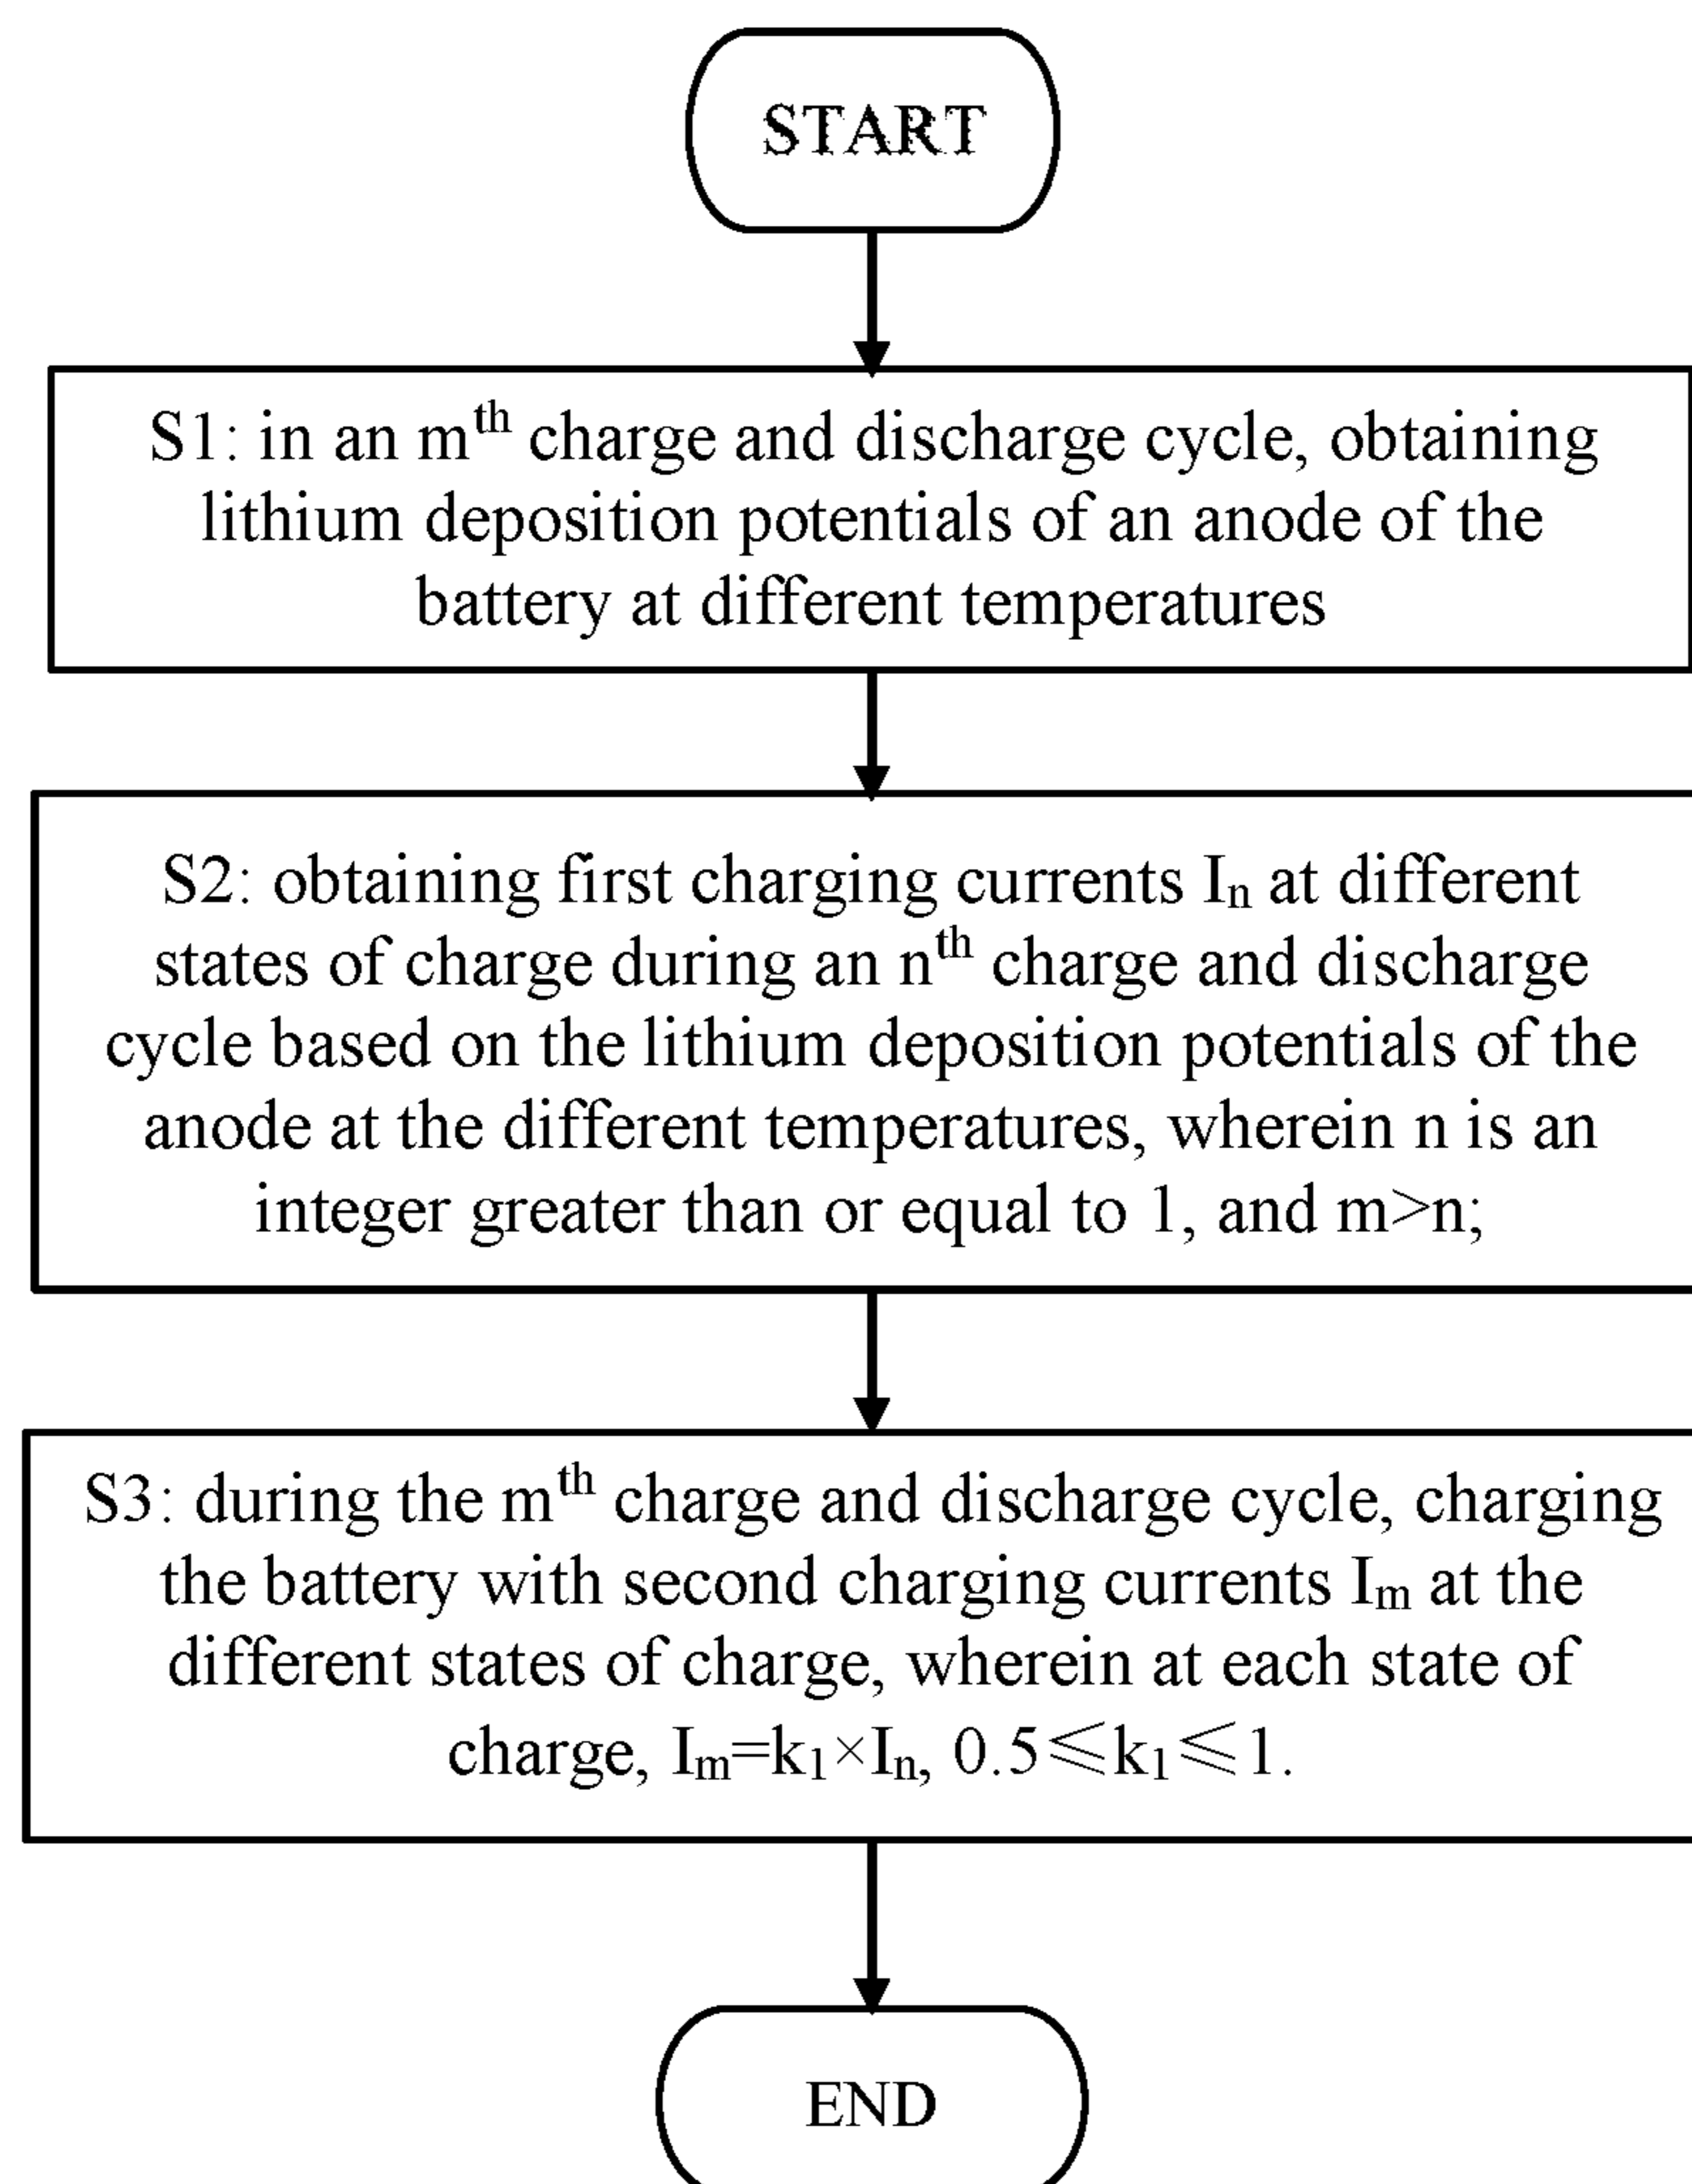 START
S1: in an mth charge and discharge cycle, obtaining
lithium deposition potentials of an anode of the
battery at different temperatures
S2: obtaining first charging currents In at different
states of charge during an nth charge and discharge
cycle based on the lithium deposition potentials of the
anode at the different temperatures, wherein n is an
integer greater than or equal to 1, and m>n;
S3: during the mth charge and discharge cycle, charging
the battery with second charging currents Im at the
different states of charge, wherein at each state of
charge, Im=k1×In, 0.5≤k1≤1.
END